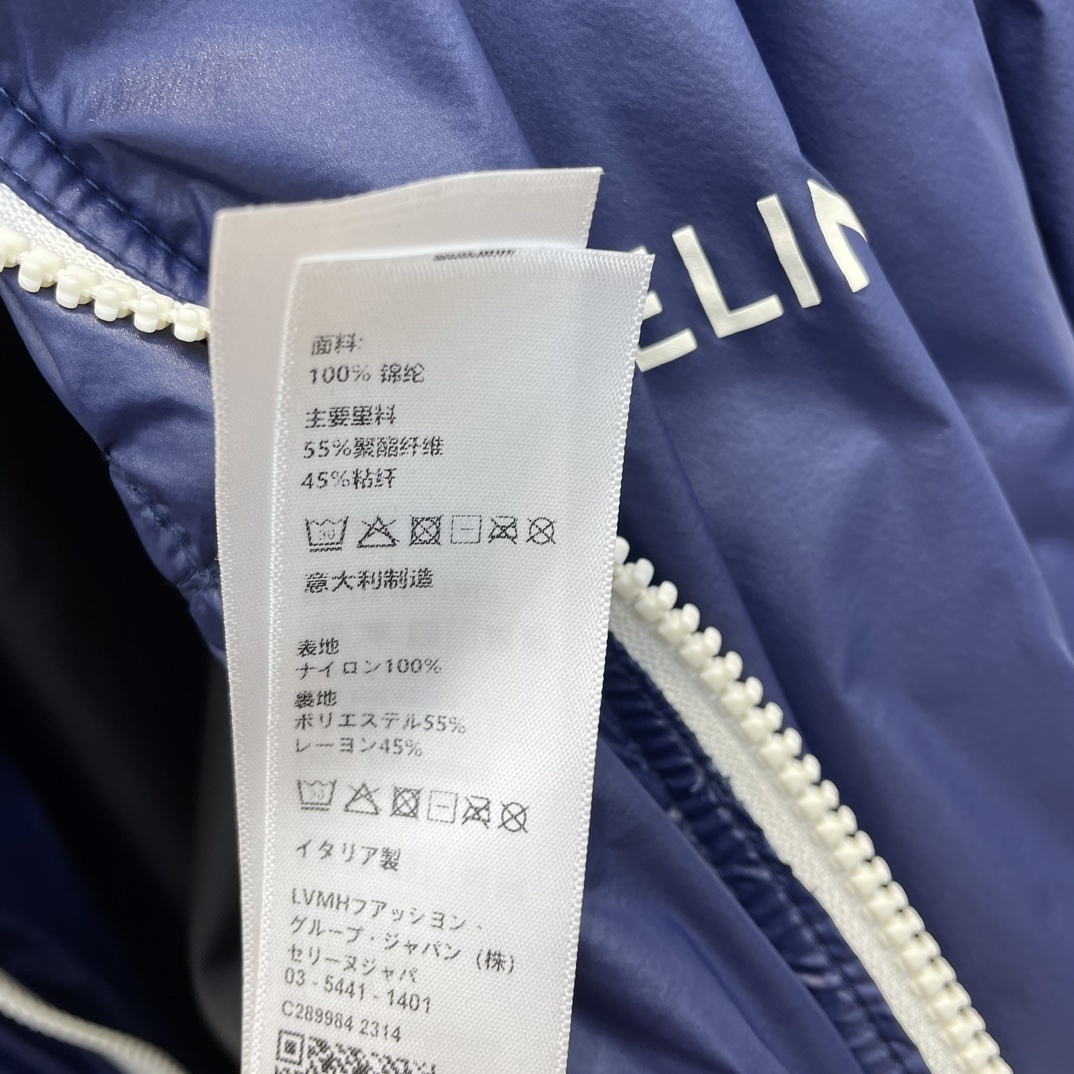 ELIN
面料:
100% 锦纶
主要里料
55%聚酯纤维
45%粘纤
30
意大利制造
表地
ナイロン100%
裏地
ポリエステル55%
レーヨン45%
30
イタリア製
LVMHファッション・
グループ・ジャパン (株)
セリーヌジャパ
03 - 5441 - 1401
C289984 2314